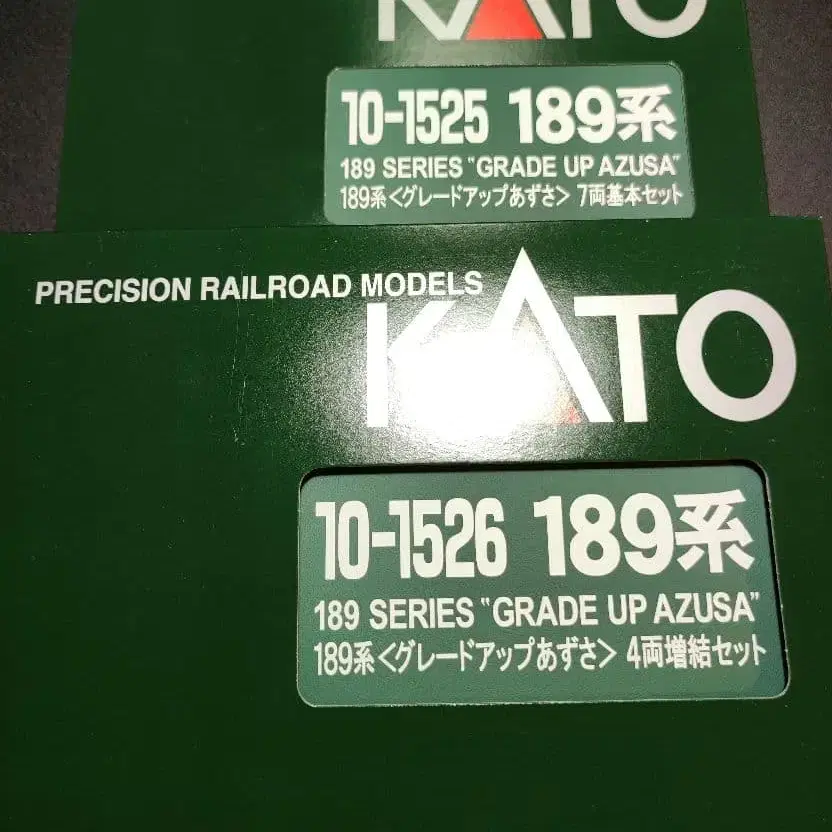 KATO
10-1525 189系
189 SERIES "GRADE UP AZUSA"
189系<グレードアップあずさ> 7両基本セット
PRECISION RAILROAD MODELS
KATO
10-1526 189系
189 SERIES "GRADE UP AZUSA"
189系<グレードアップあずさ> 4両増結セット